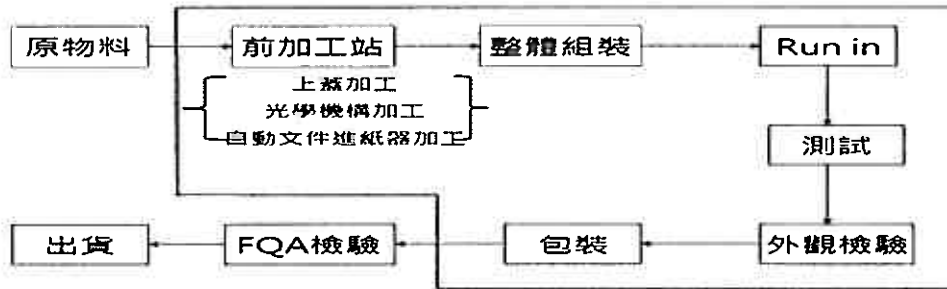 原物料
前加工站
整體組裝
Run in
上蓋加工
光學機構加工
自動文件進紙器加工
測試
出貨
FQA檢驗
包裝
外觀檢驗